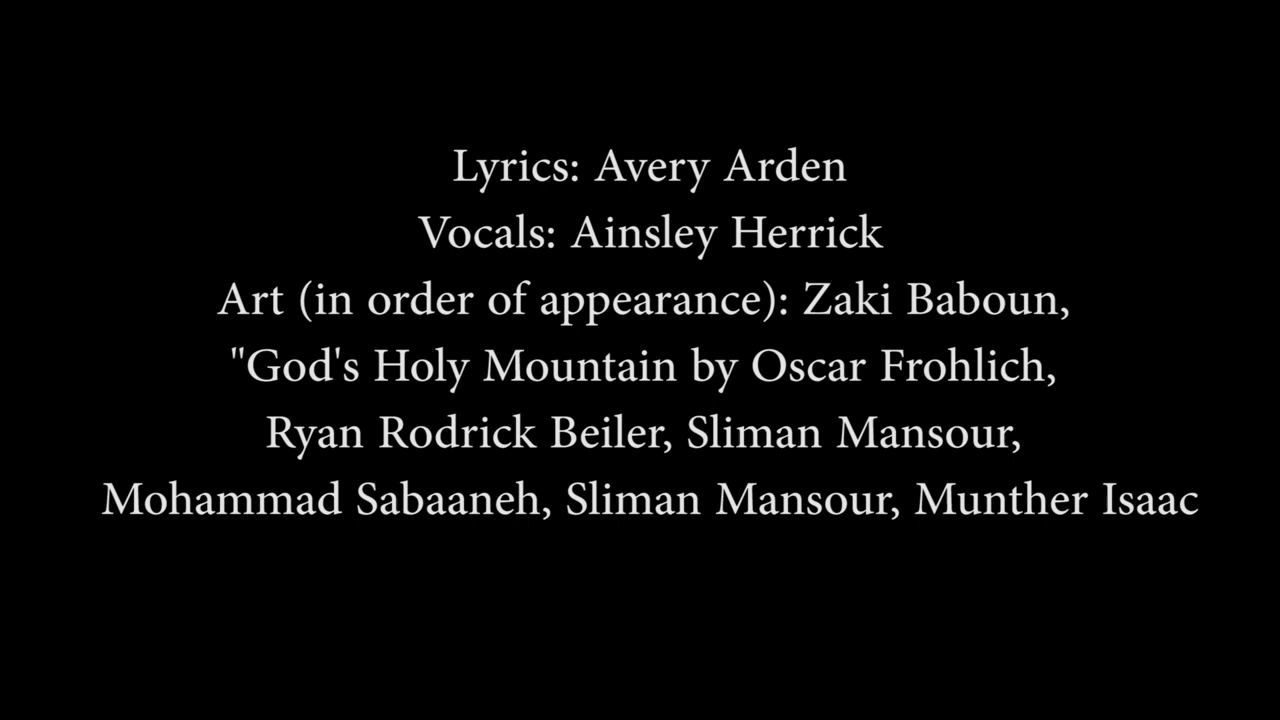 Lyrics: Avery Arden
Vocals: Ainsley Herrick
Art (in order of appearance): Zaki Baboun,
"God's Holy Mountain by Oscar Frohlich,
Ryan Rodrick Beiler, Sliman Mansour,
Mohammad Sabaaneh, Sliman Mansour, Munther Isaac